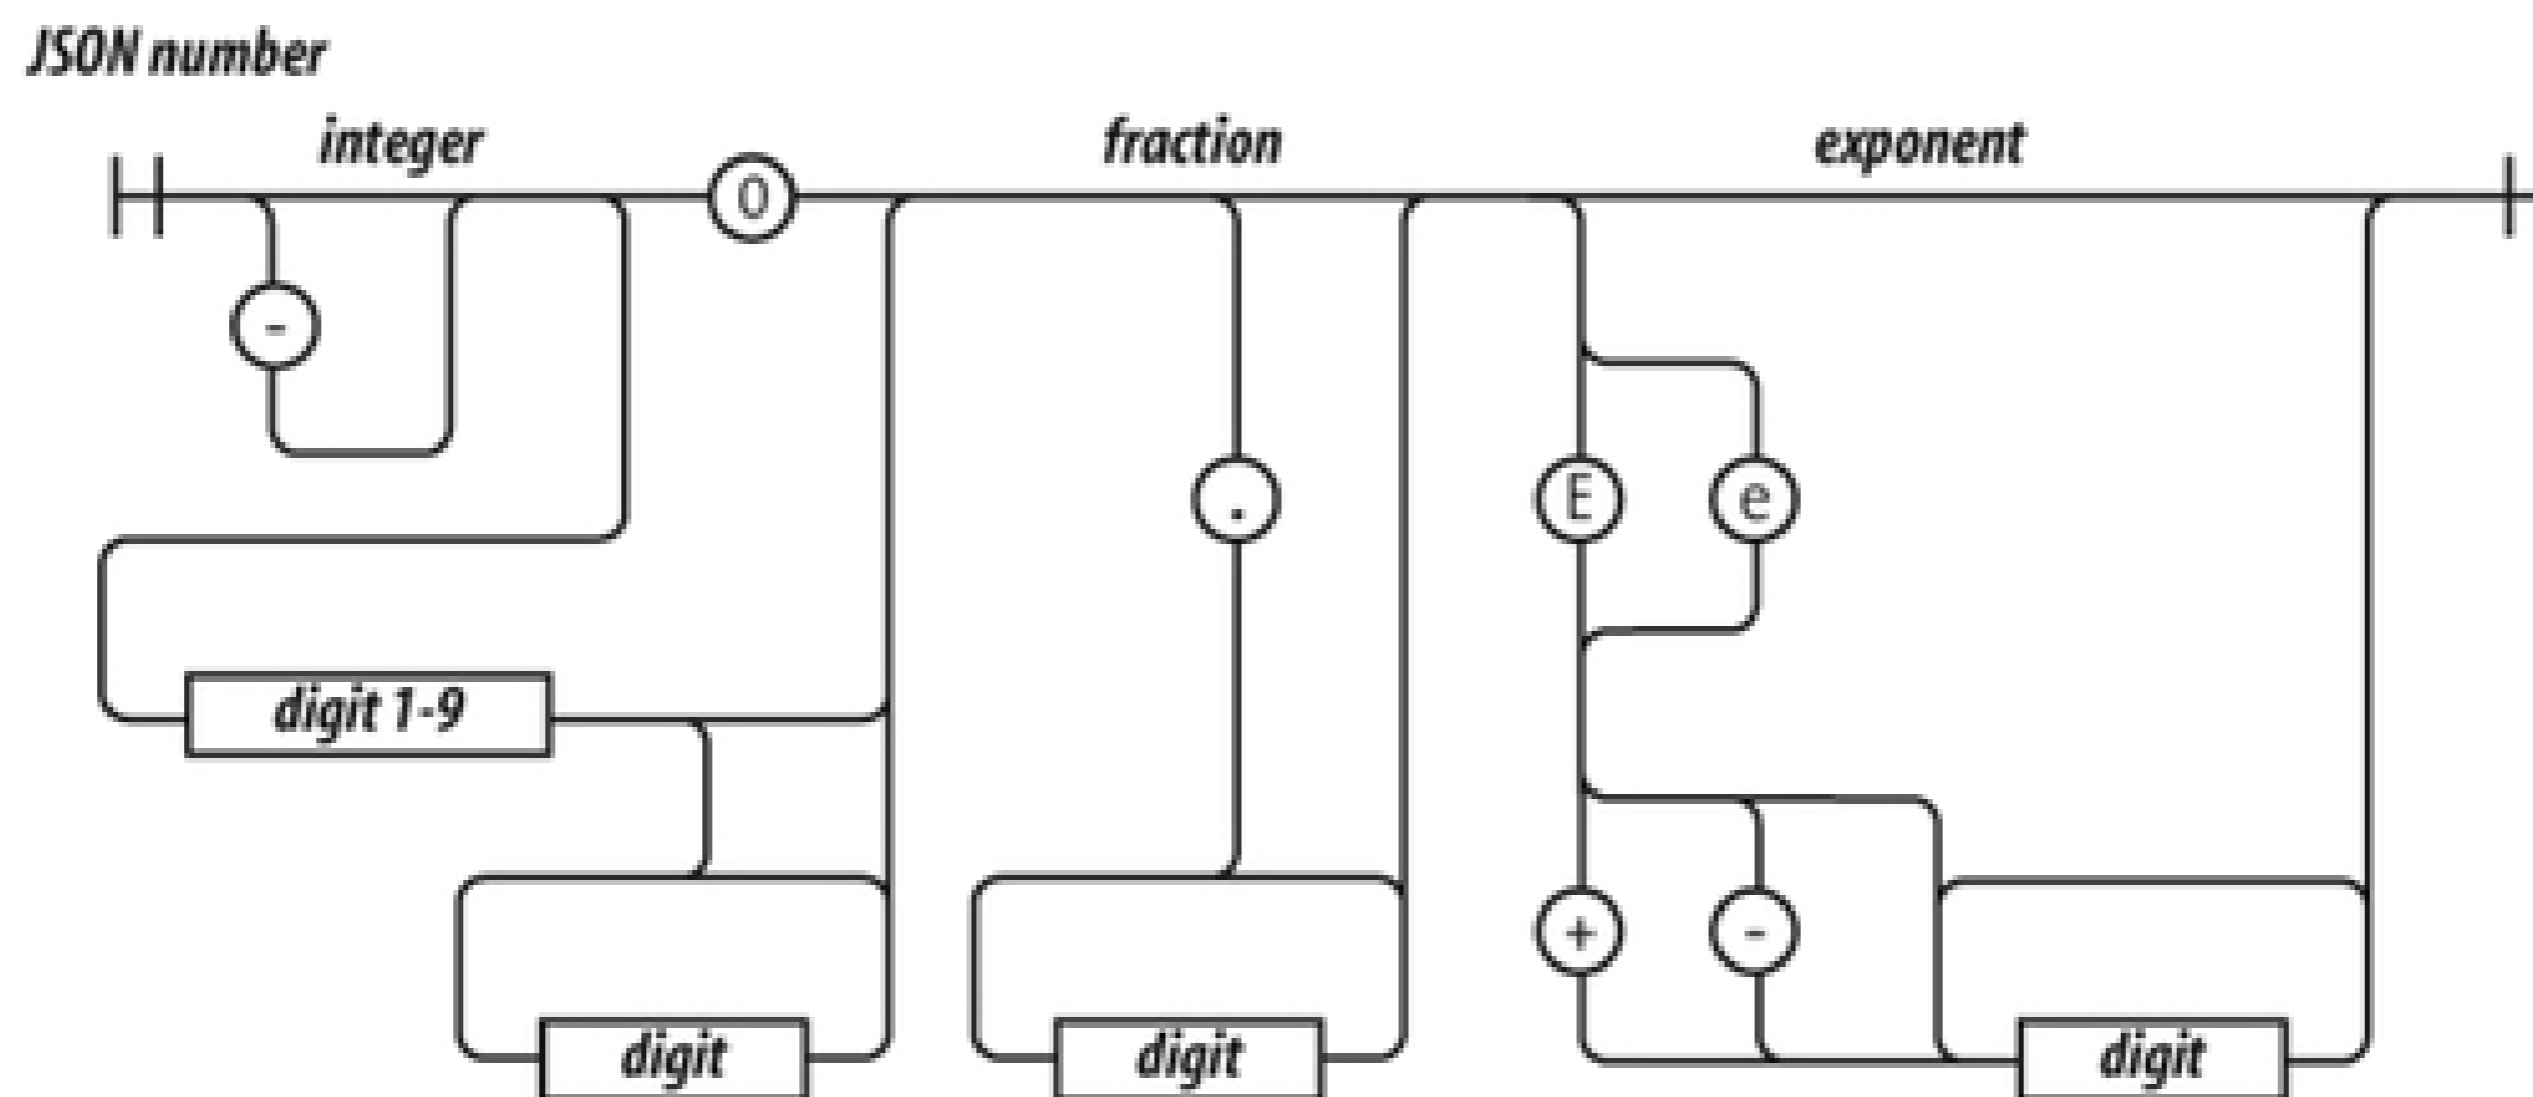 JSON number
integer fraction exponent
0
-
. E e
digit 1-9
+ -
digit digit digit